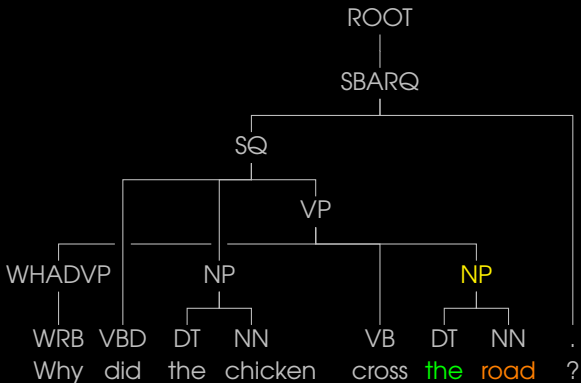 ROOT
SBARQ
SQ
VP
WHADVP NP NP
WRB VBD DT NN VB DT NN .
Why did the chicken cross the road ?